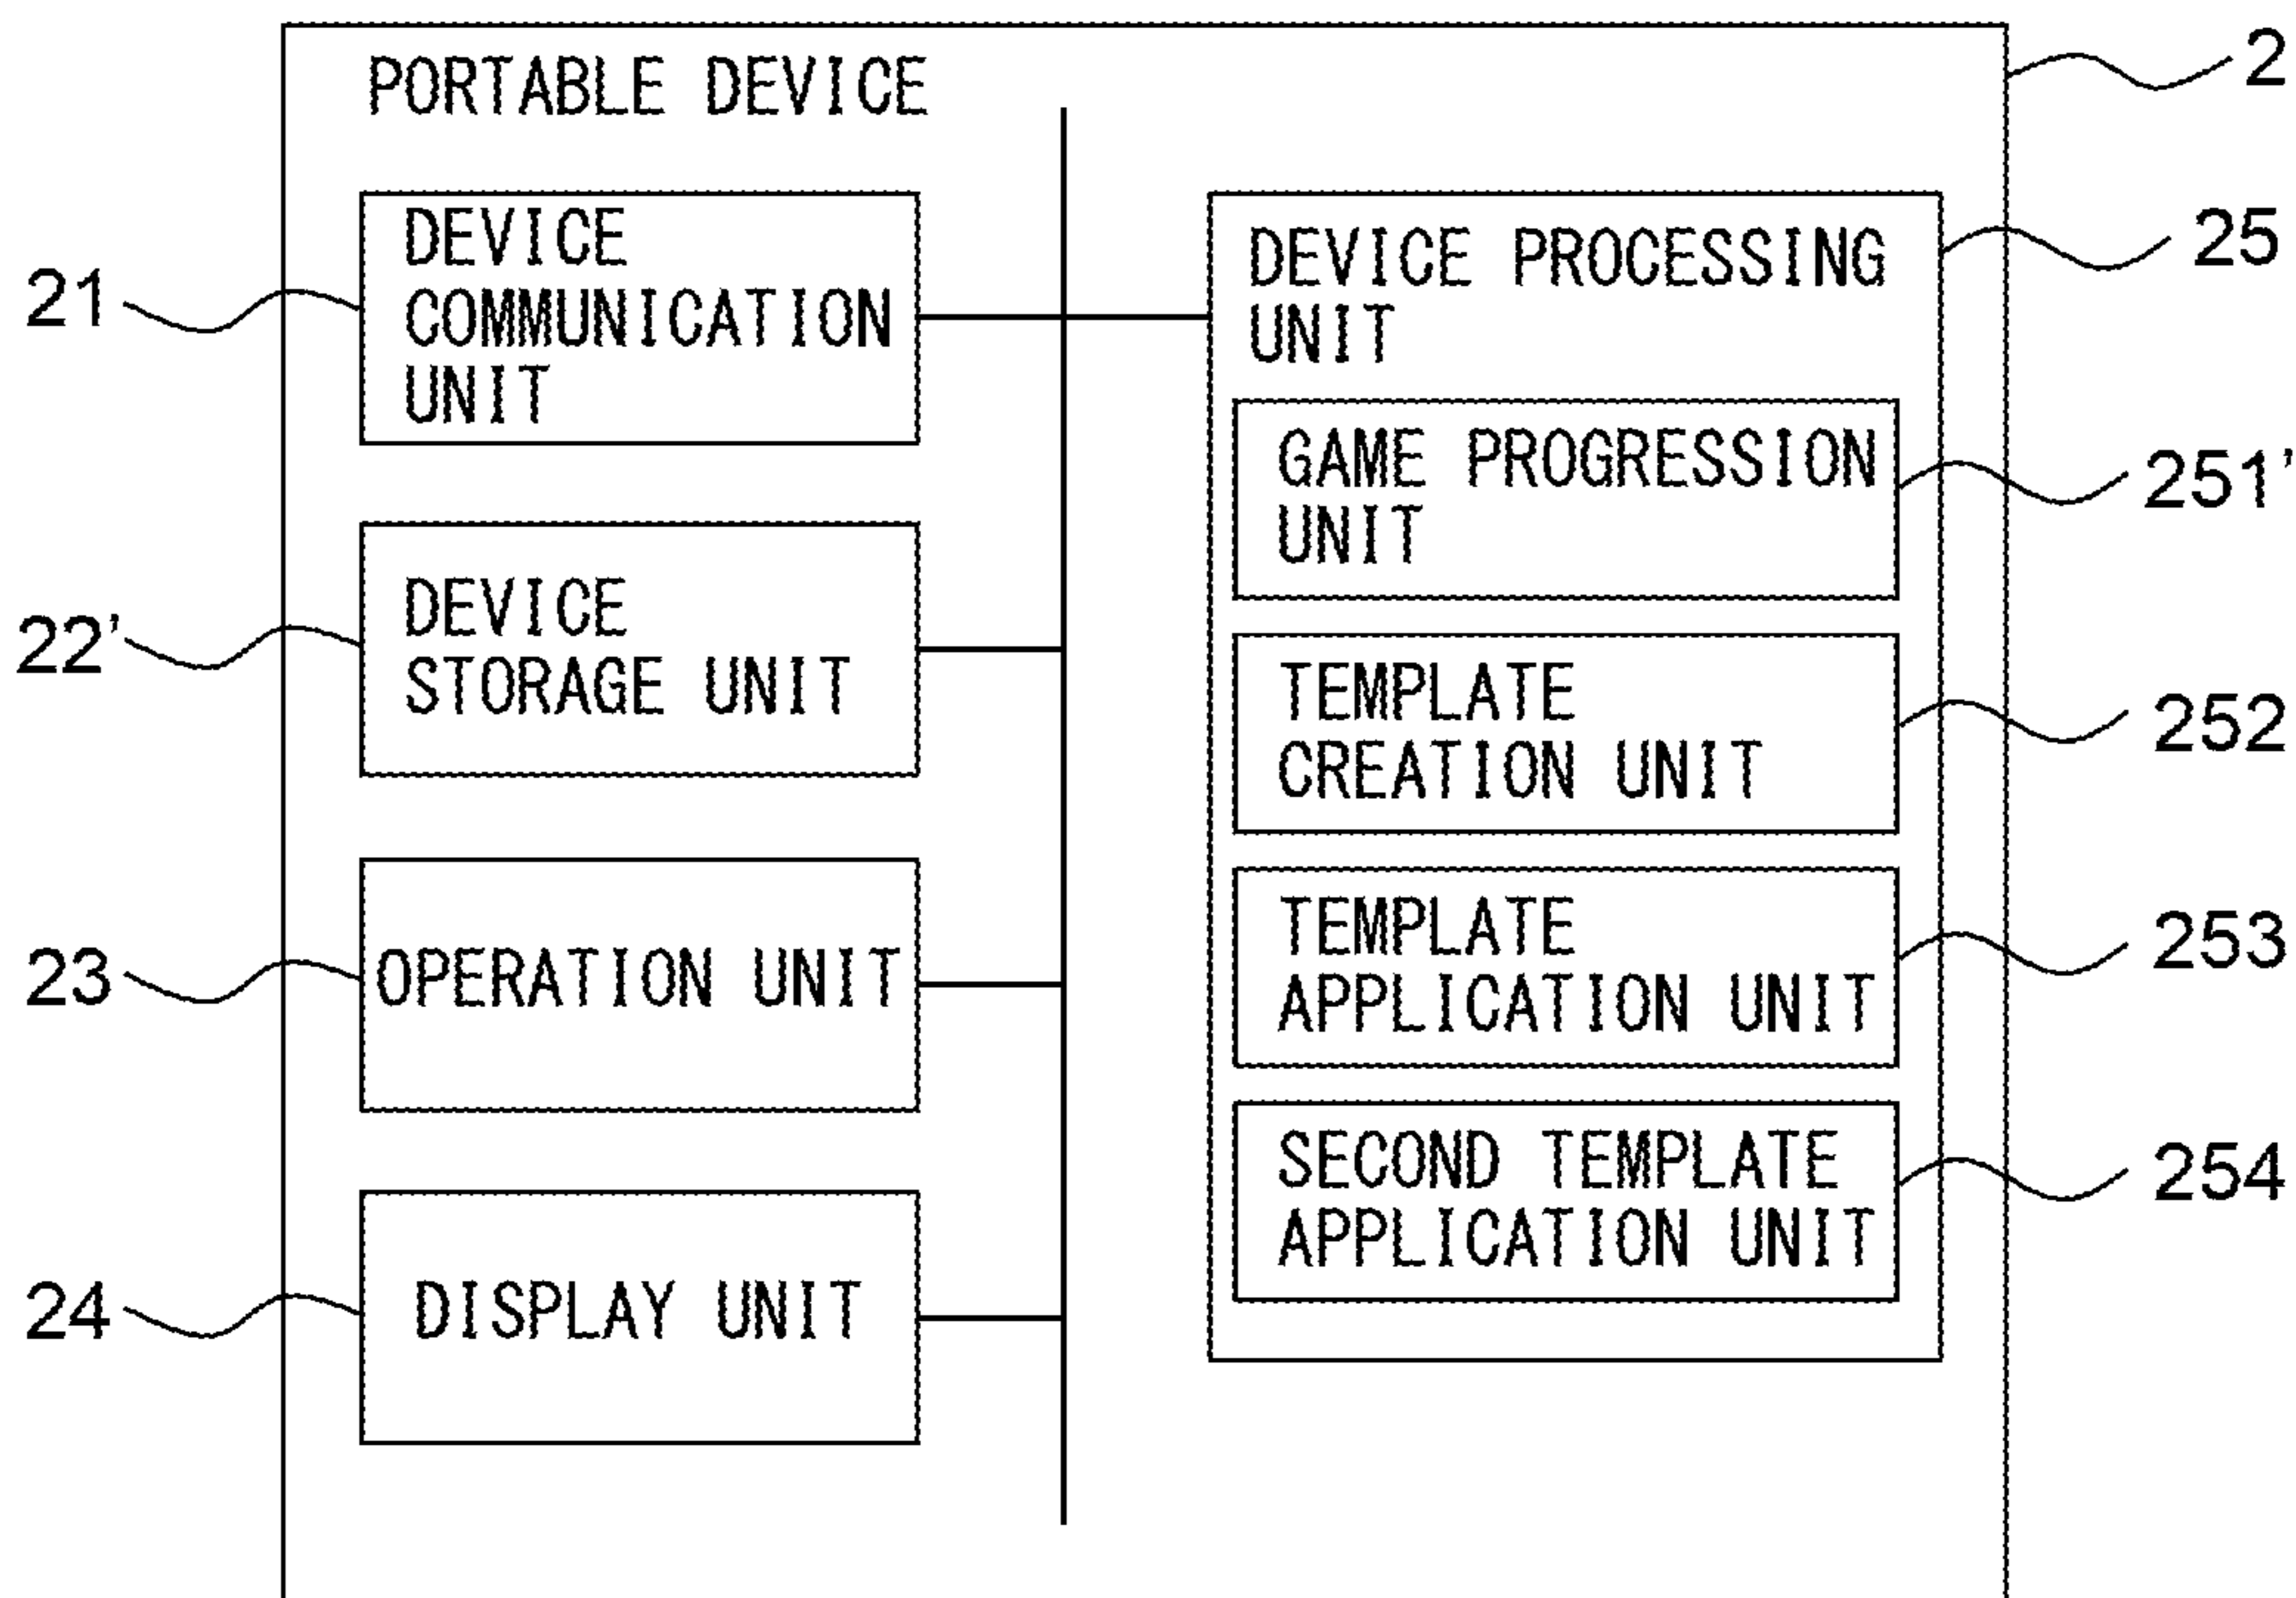 PORTABLE DEVICE
2
DEVICE
COMMUNICATION
UNIT
21
DEVICE
STORAGE UNIT
22'
OPERATION UNIT
23
DISPLAY UNIT
24
DEVICE PROCESSING
UNIT
25
GAME PROGRESSION
UNIT
251'
TEMPLATE
CREATION UNIT
252
TEMPLATE
APPLICATION UNIT
253
SECOND TEMPLATE
APPLICATION UNIT
254